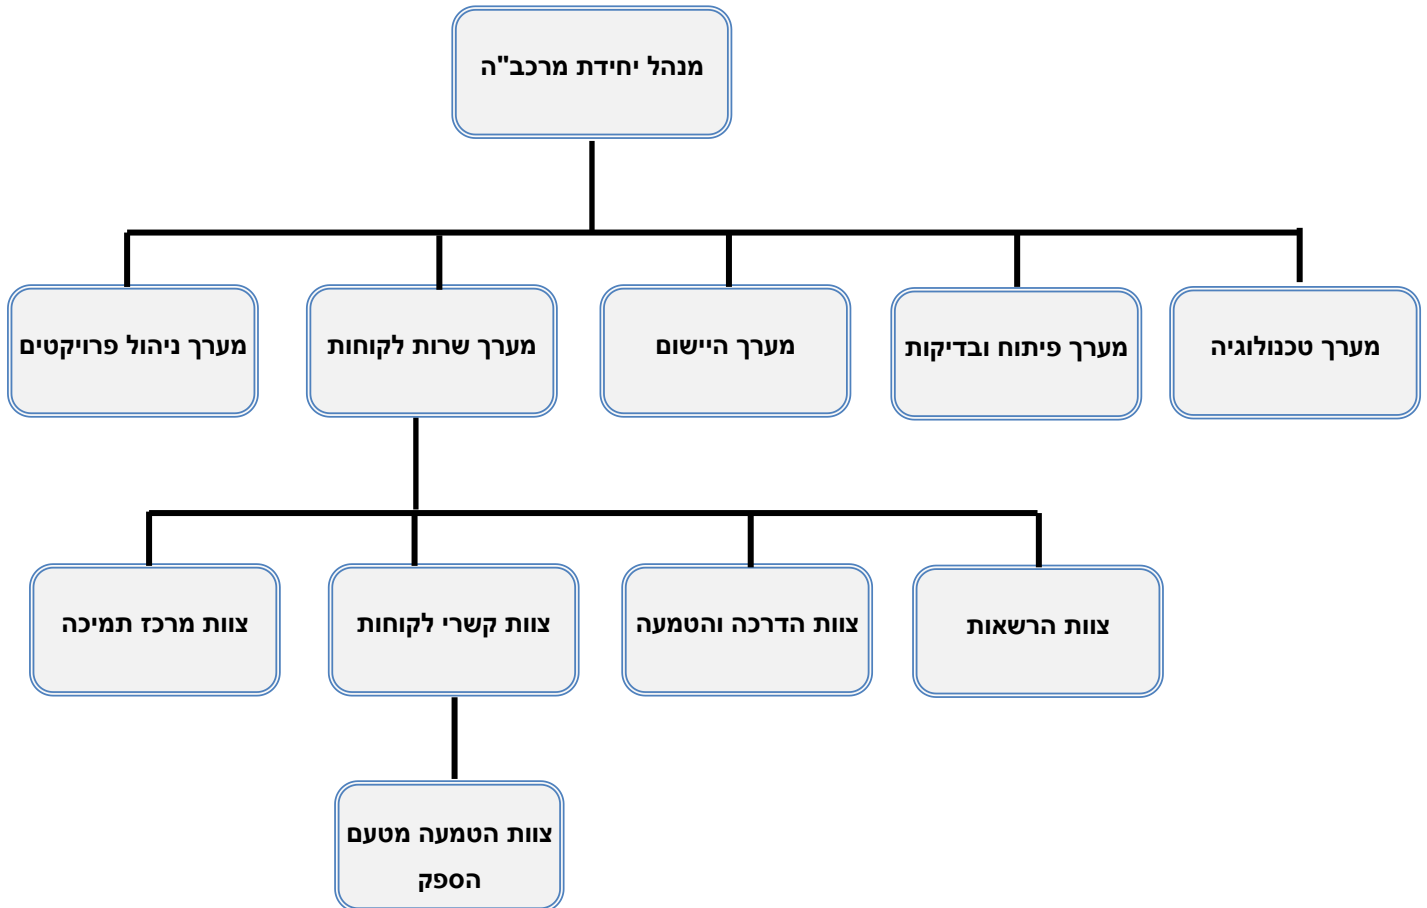 מנהל יחידת מרכב"ה
מערך טכנולוגיה
מערך פיתוח ובדיקות
מערך היישום
מערך שרות לקוחות
מערך ניהול פרויקטים
צוות הרשאות
צוות הדרכה והטמעה
צוות קשרי לקוחות
צוות מרכז תמיכה
צוות הטמעה מטעם
הספק